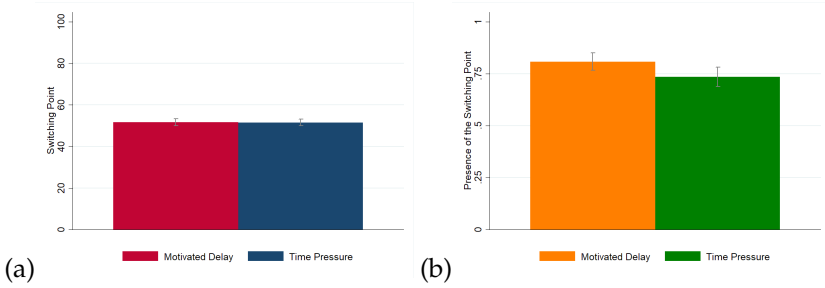 (a)
Switching Point
100
80
60
40
20
0
Motivated Delay Time Pressure
(b)
Presence of the Switching Point
1
.75
.5
.25
0
Motivated Delay Time Pressure